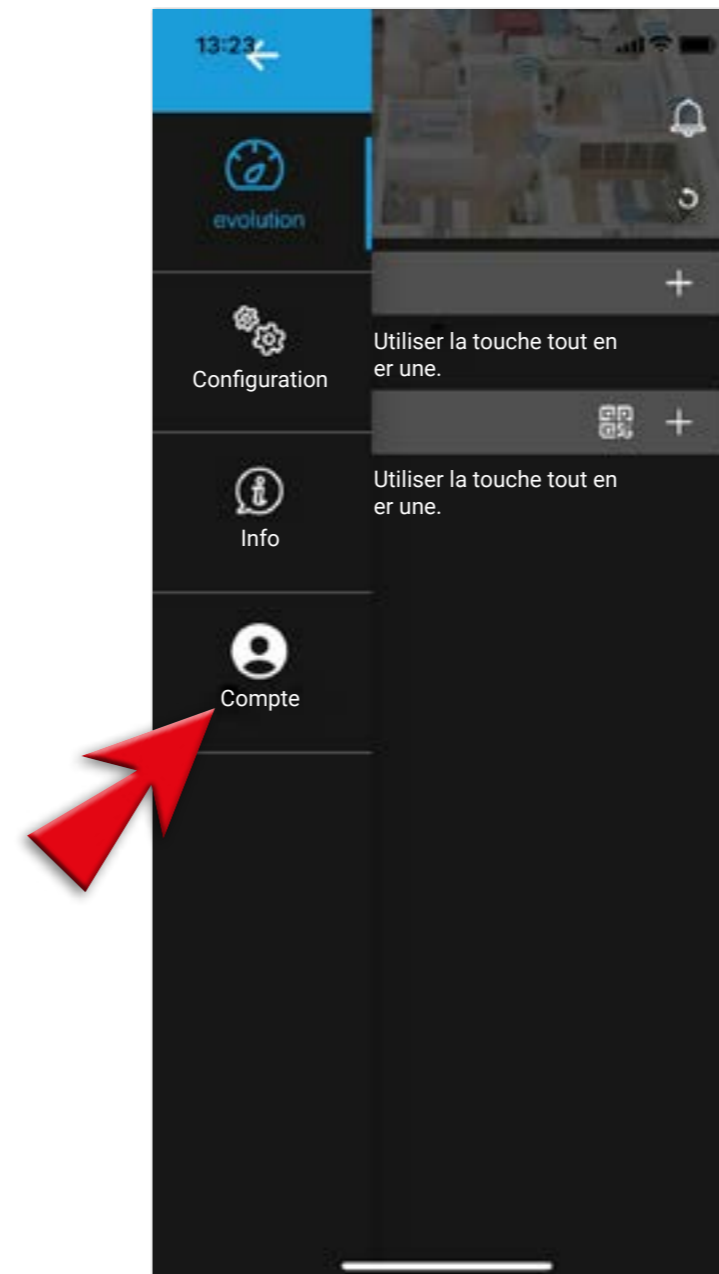 13:23
evolution
Configuration
Info
Compte
Utiliser la touche tout en
er une.
Utiliser la touche tout en
er une.